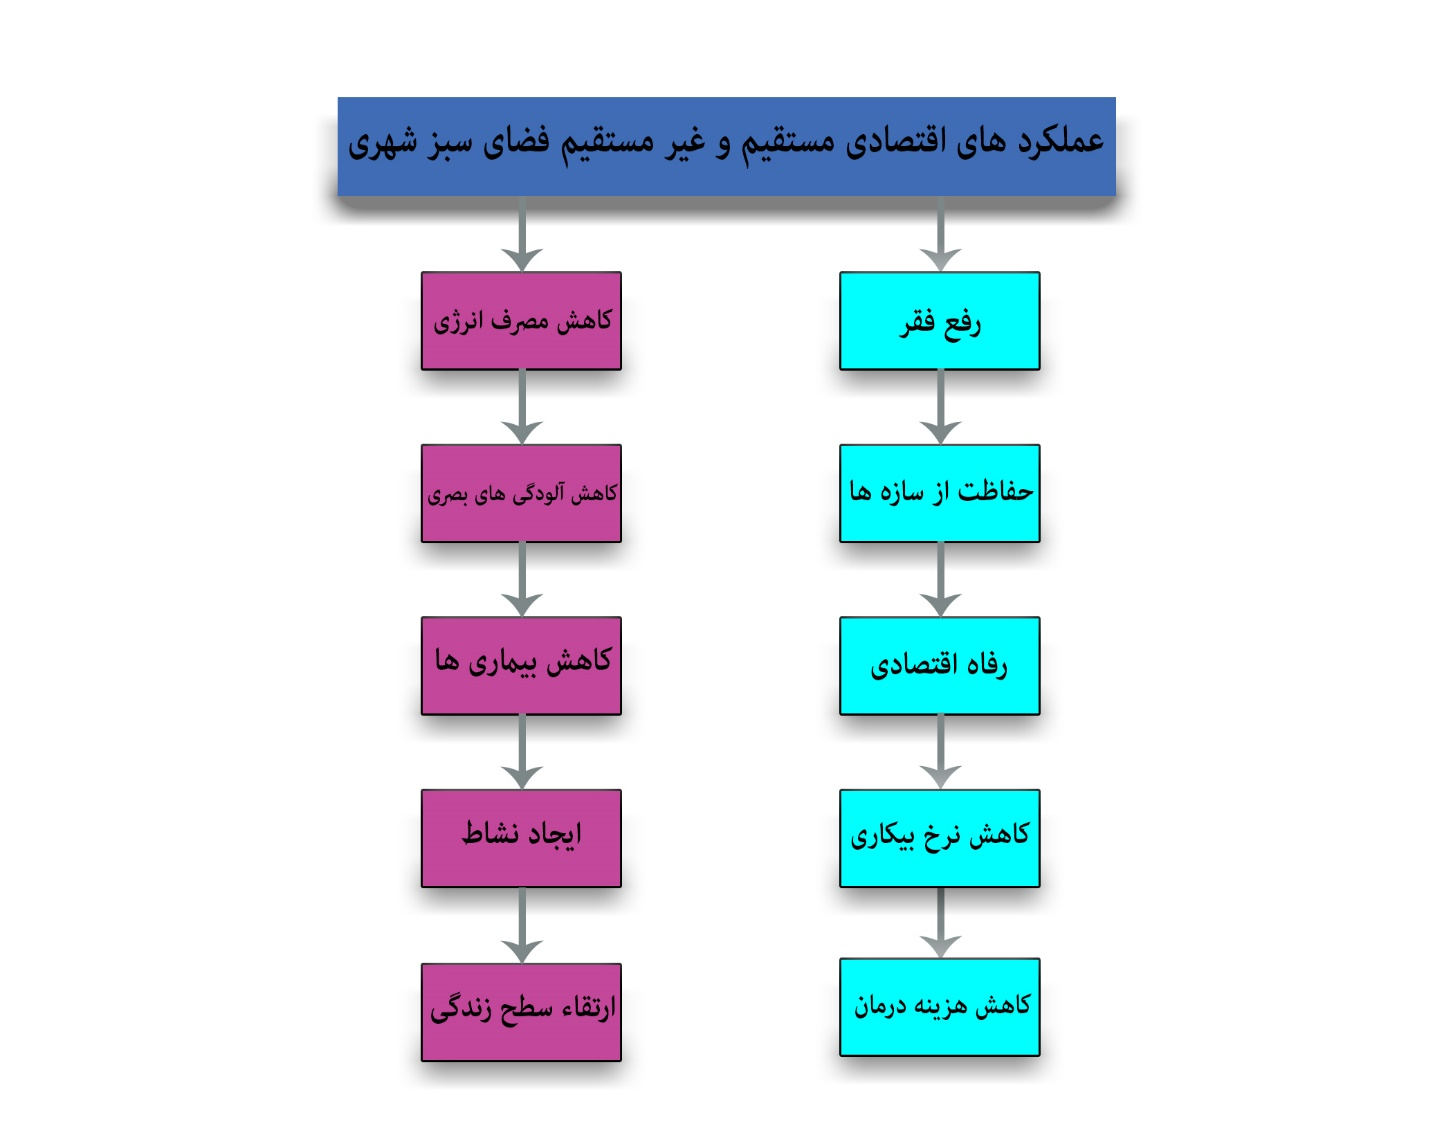 عملکرد های اقتصادی مستقیم و غیر مستقیم فضای سبز شهری
رفع فقر
حفاظت از سازه ها
رفاه اقتصادی
کاهش نرخ بیکاری
کاهش هزینه درمان
کاهش مصرف انرژی
کاهش آلودگی های بصری
کاهش بیماری ها
ایجاد نشاط
ارتقاء سطح زندگی